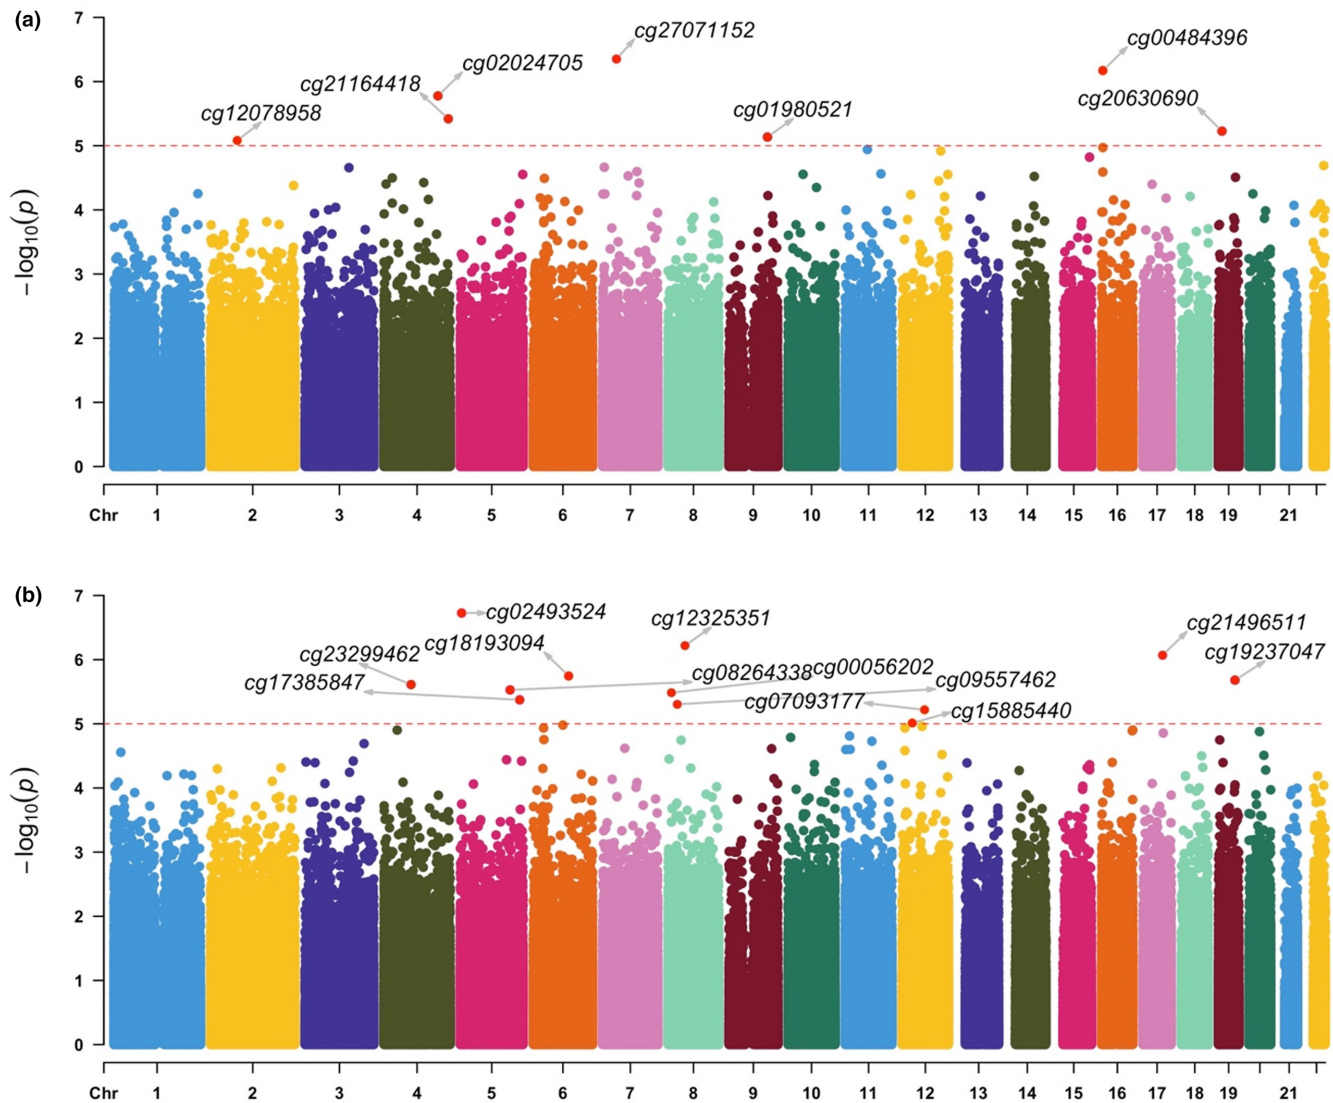 (a)
7
6
5
4
3
2
1
0
−log10(p)
cg27071152
cg00484396
cg02024705
cg21164418
cg20630690
cg12078958
cg01980521
Chr 1 2 3 4 5 6 7 8 9 10 11 12 13 14 15 16 17 18 19 21
(b)
7
6
5
4
3
2
1
0
−log10(p)
cg02493524
cg12325351
cg21496511
cg18193094
cg23299462
cg19237047
cg08264338
cg00056202
cg17385847
cg09557462
cg07093177
cg15885440
Chr 1 2 3 4 5 6 7 8 9 10 11 12 13 14 15 16 17 18 19 21